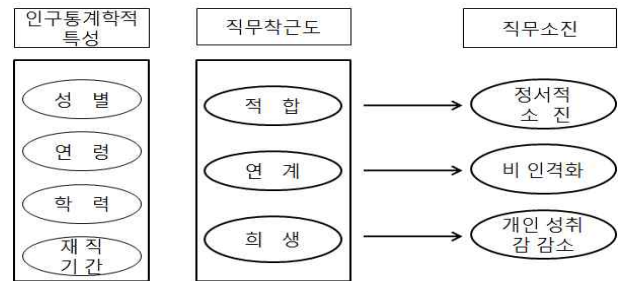 인구통계학적
특성
직무착근도
직무소진
성 별
연 령
학 력
재 직
기 간
적 합
연 계
희 생
정서적
소 진
비 인격화
개인 성취
감 감소